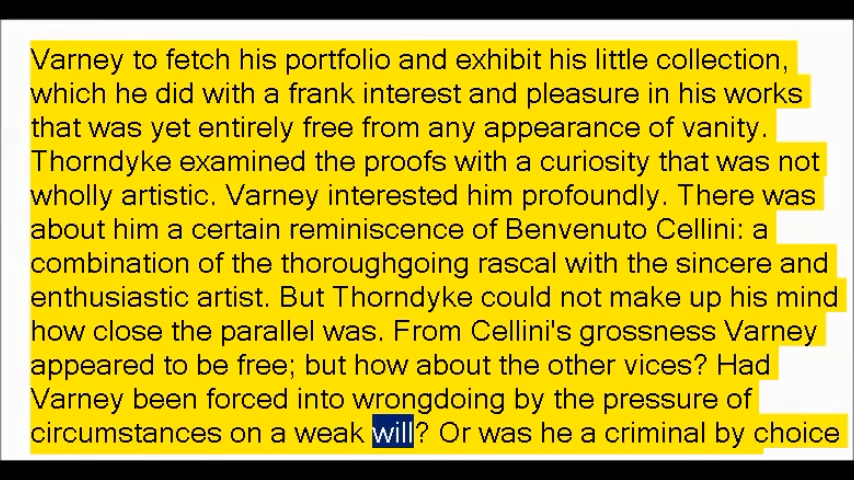 Varney to fetch his portfolio and exhibit his little collection,
which he did with a frank interest and pleasure in his works
that was yet entirely free from any appearance of vanity.
Thorndyke examined the proofs with a curiosity that was not
wholly artistic. Varney interested him profoundly. There was
about him a certain reminiscence of Benvenuto Cellini: a
combination of the thoroughgoing rascal with the sincere and
enthusiastic artist. But Thorndyke could not make up his mind
how close the parallel was. From Cellini's grossness Varney
appeared to be free; but how about the other vices? Had
Varney been forced into wrongdoing by the pressure of
circumstances on a weak will? Or was he a criminal by choice